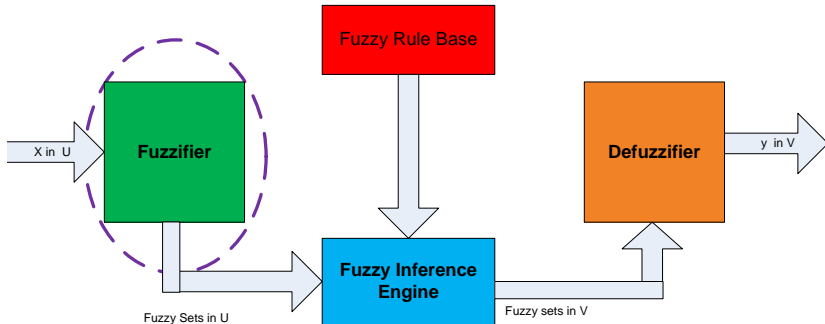 Fuzzy Rule Base
X in U
Fuzzifier
Defuzzifier
y in V
Fuzzy Inference
Engine
Fuzzy Sets in U
Fuzzy sets in V